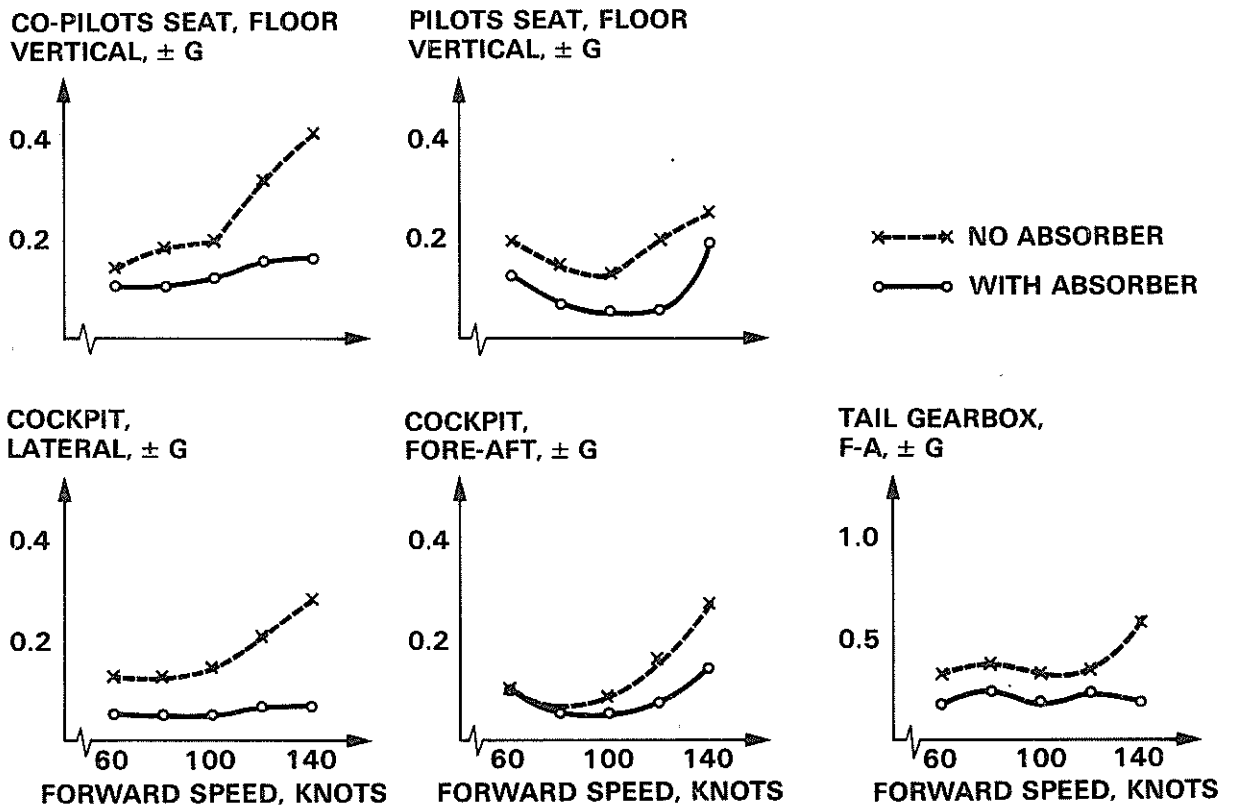 CO-PILOTS SEAT, FLOOR
VERTICAL, ± G
0.4
0.2
PILOTS SEAT, FLOOR
VERTICAL, ± G
0.4
0.2
NO ABSORBER
WITH ABSORBER
COCKPIT,
LATERAL, ± G
0.4
0.2
60 100 140
FORWARD SPEED, KNOTS
COCKPIT,
FORE-AFT, ± G
0.4
0.2
60 100 140
FORWARD SPEED, KNOTS
TAIL GEARBOX,
F-A, ± G
1.0
0.5
60 100 140
FORWARD SPEED, KNOTS